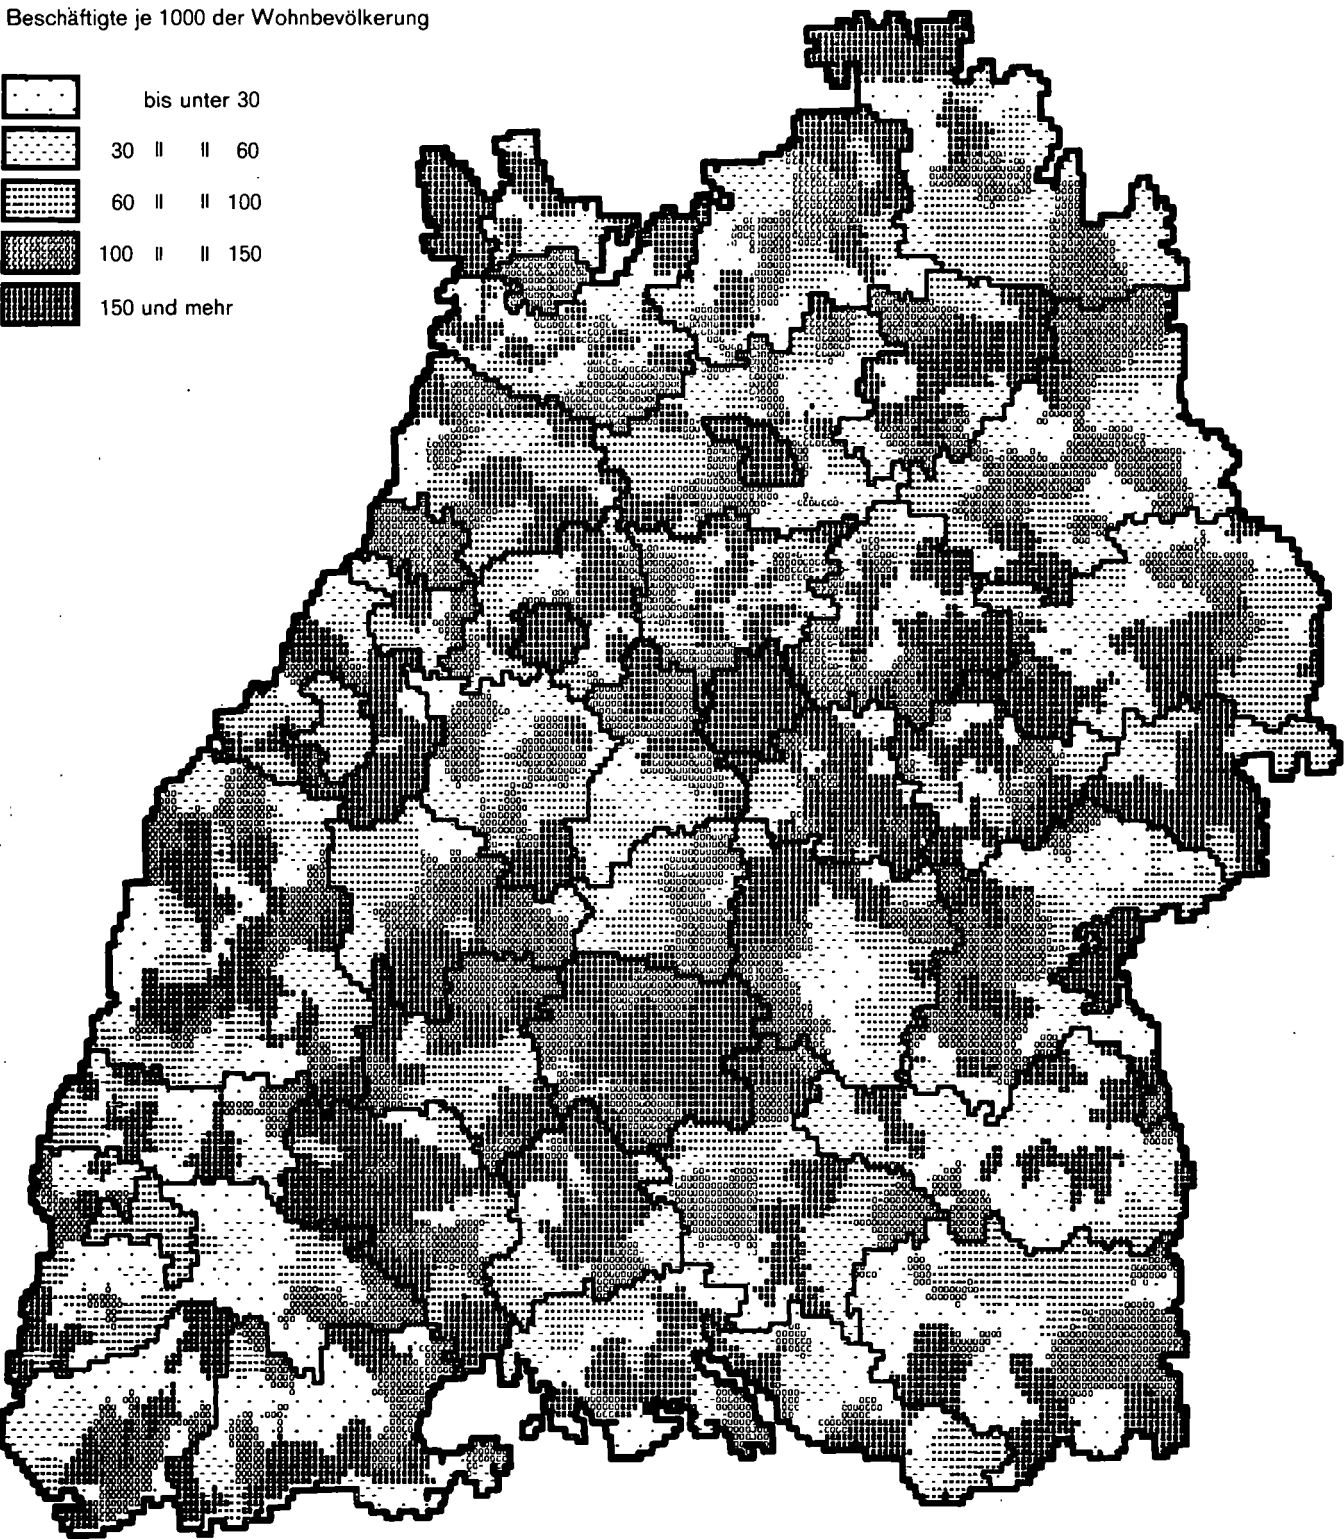 Beschäftigte je 1000 der Wohnbevölkerung
bis unter 30
30 " " 60
60 " " 100
100 " " 150
150 und mehr